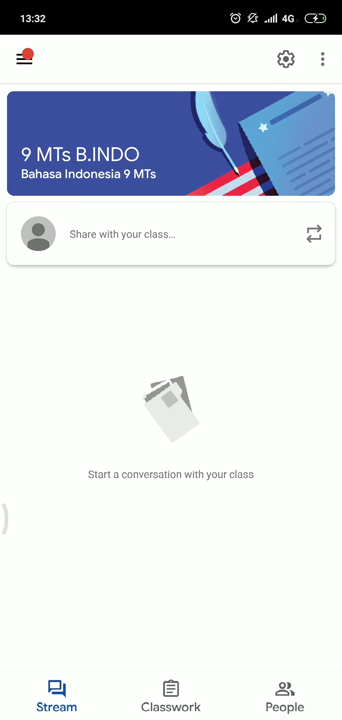 13:32
4G
9 MTs B.INDO
Bahasa Indonesia 9 MTs
Share with your class...
Start a conversation with your class
Stream
Classwork
People